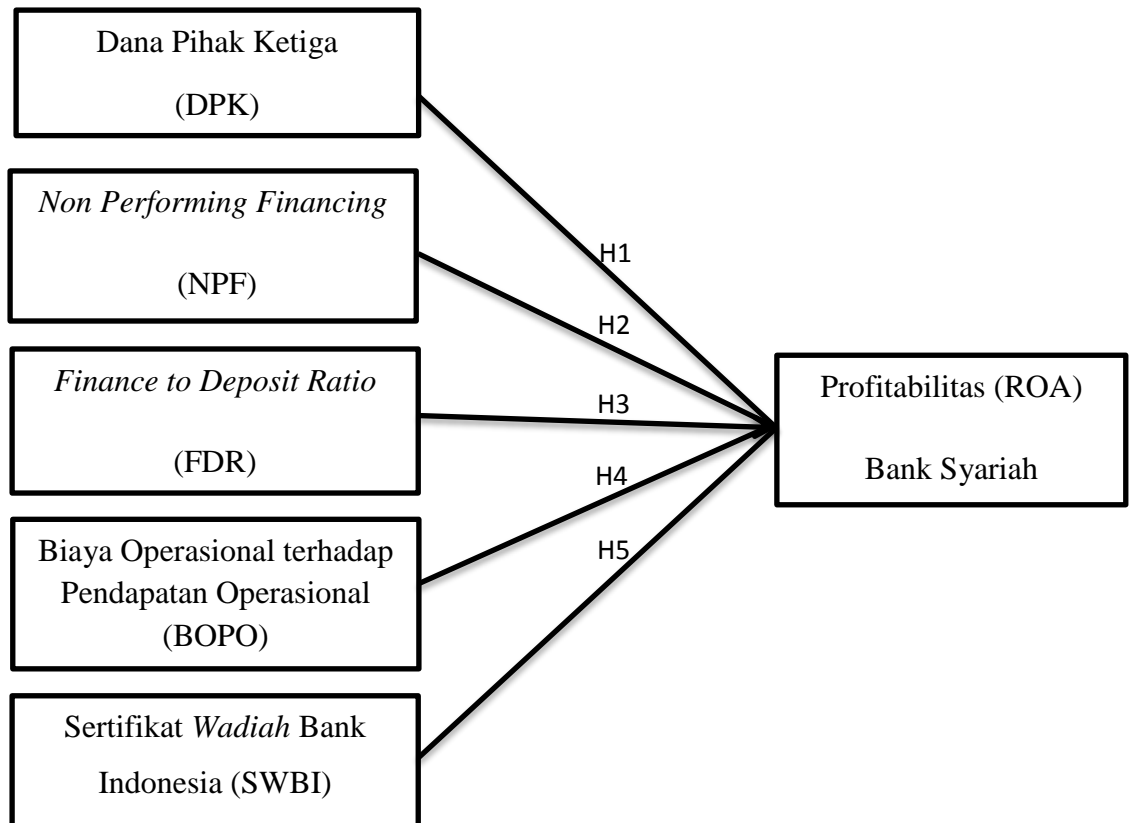 Dana Pihak Ketiga
(DPK)
Non Performing Financing
(NPF)
Finance to Deposit Ratio
(FDR)
Biaya Operasional terhadap
Pendapatan Operasional
(BOPO)
Sertifikat Wadiah Bank
Indonesia (SWBI)
H1
H2
H3
H4
H5
Profitabilitas (ROA)
Bank Syariah